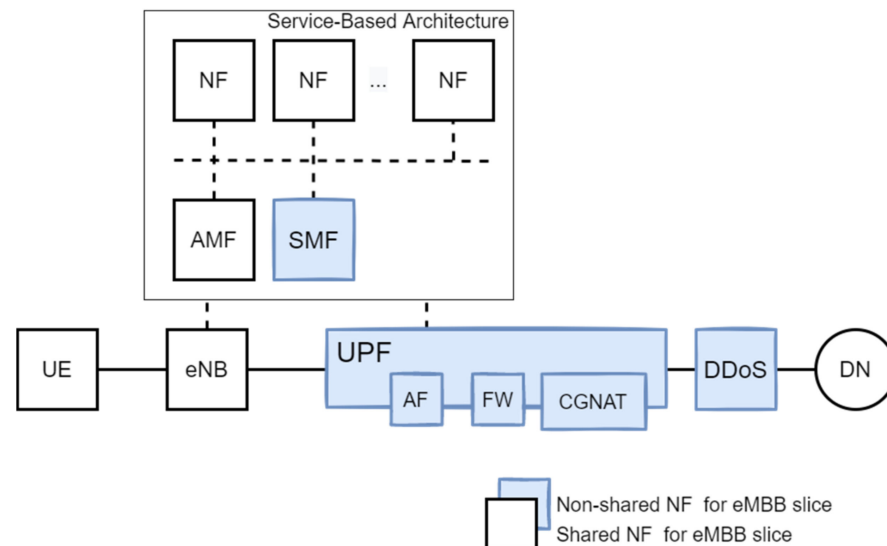 Service-Based Architecture
NF
NF
...
NF
AMF
SMF
UE
eNB
UPF
AF
FW
CGNAT
DDoS
DN
Non-shared NF for eMBB slice
Shared NF for eMBB slice